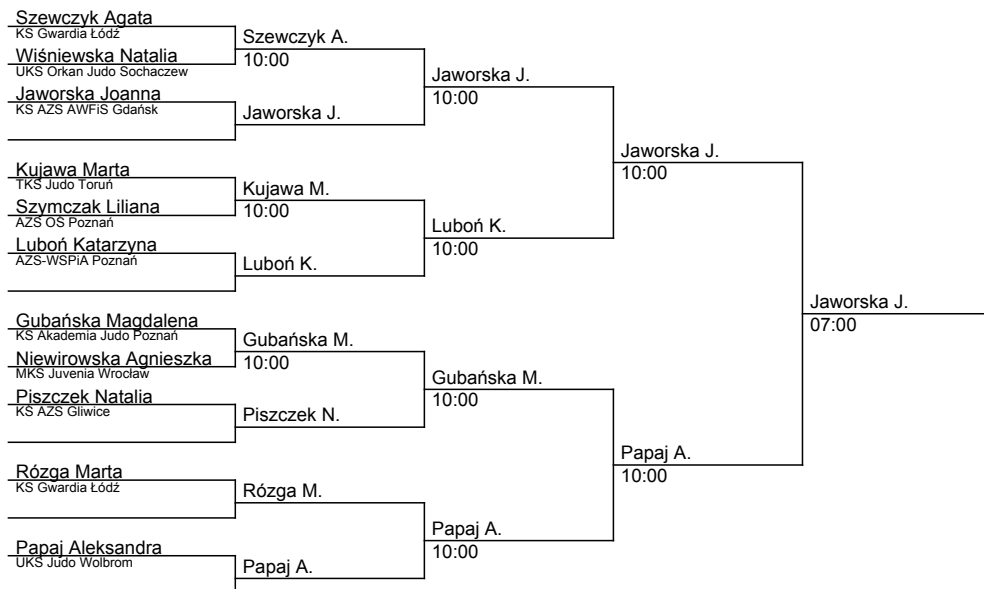 Szewczyk Agata
KS Gwardia Łódź
Wiśniewska Natalia
UKS Orkan Judo Sochaczew
Jaworska Joanna
KS AZS AWFiS Gdańsk
Kujawa Marta
TKS Judo Toruń
Szymczak Liliana
AZS OŚ Poznań
Luboń Katarzyna
AZS-WSPiA Poznań
Gubańska Magdalena
KS Akademia Judo Poznań
Niewirowska Agnieszka
MKS Juvenia Wrocław
Piszczek Natalia
KS AZS Gliwice
Rózga Marta
KS Gwardia Łódź
Papaj Aleksandra
UKS Judo Wolbrom
Szewczyk A.
10:00
Jaworska J.
Kujawa M.
10:00
Luboń K.
Gubańska M.
10:00
Piszczek N.
Rózga M.
Papaj A.
Jaworska J.
10:00
Luboń K.
10:00
Gubańska M.
10:00
Papaj A.
10:00
Jaworska J.
10:00
Papaj A.
10:00
Jaworska J.
07:00